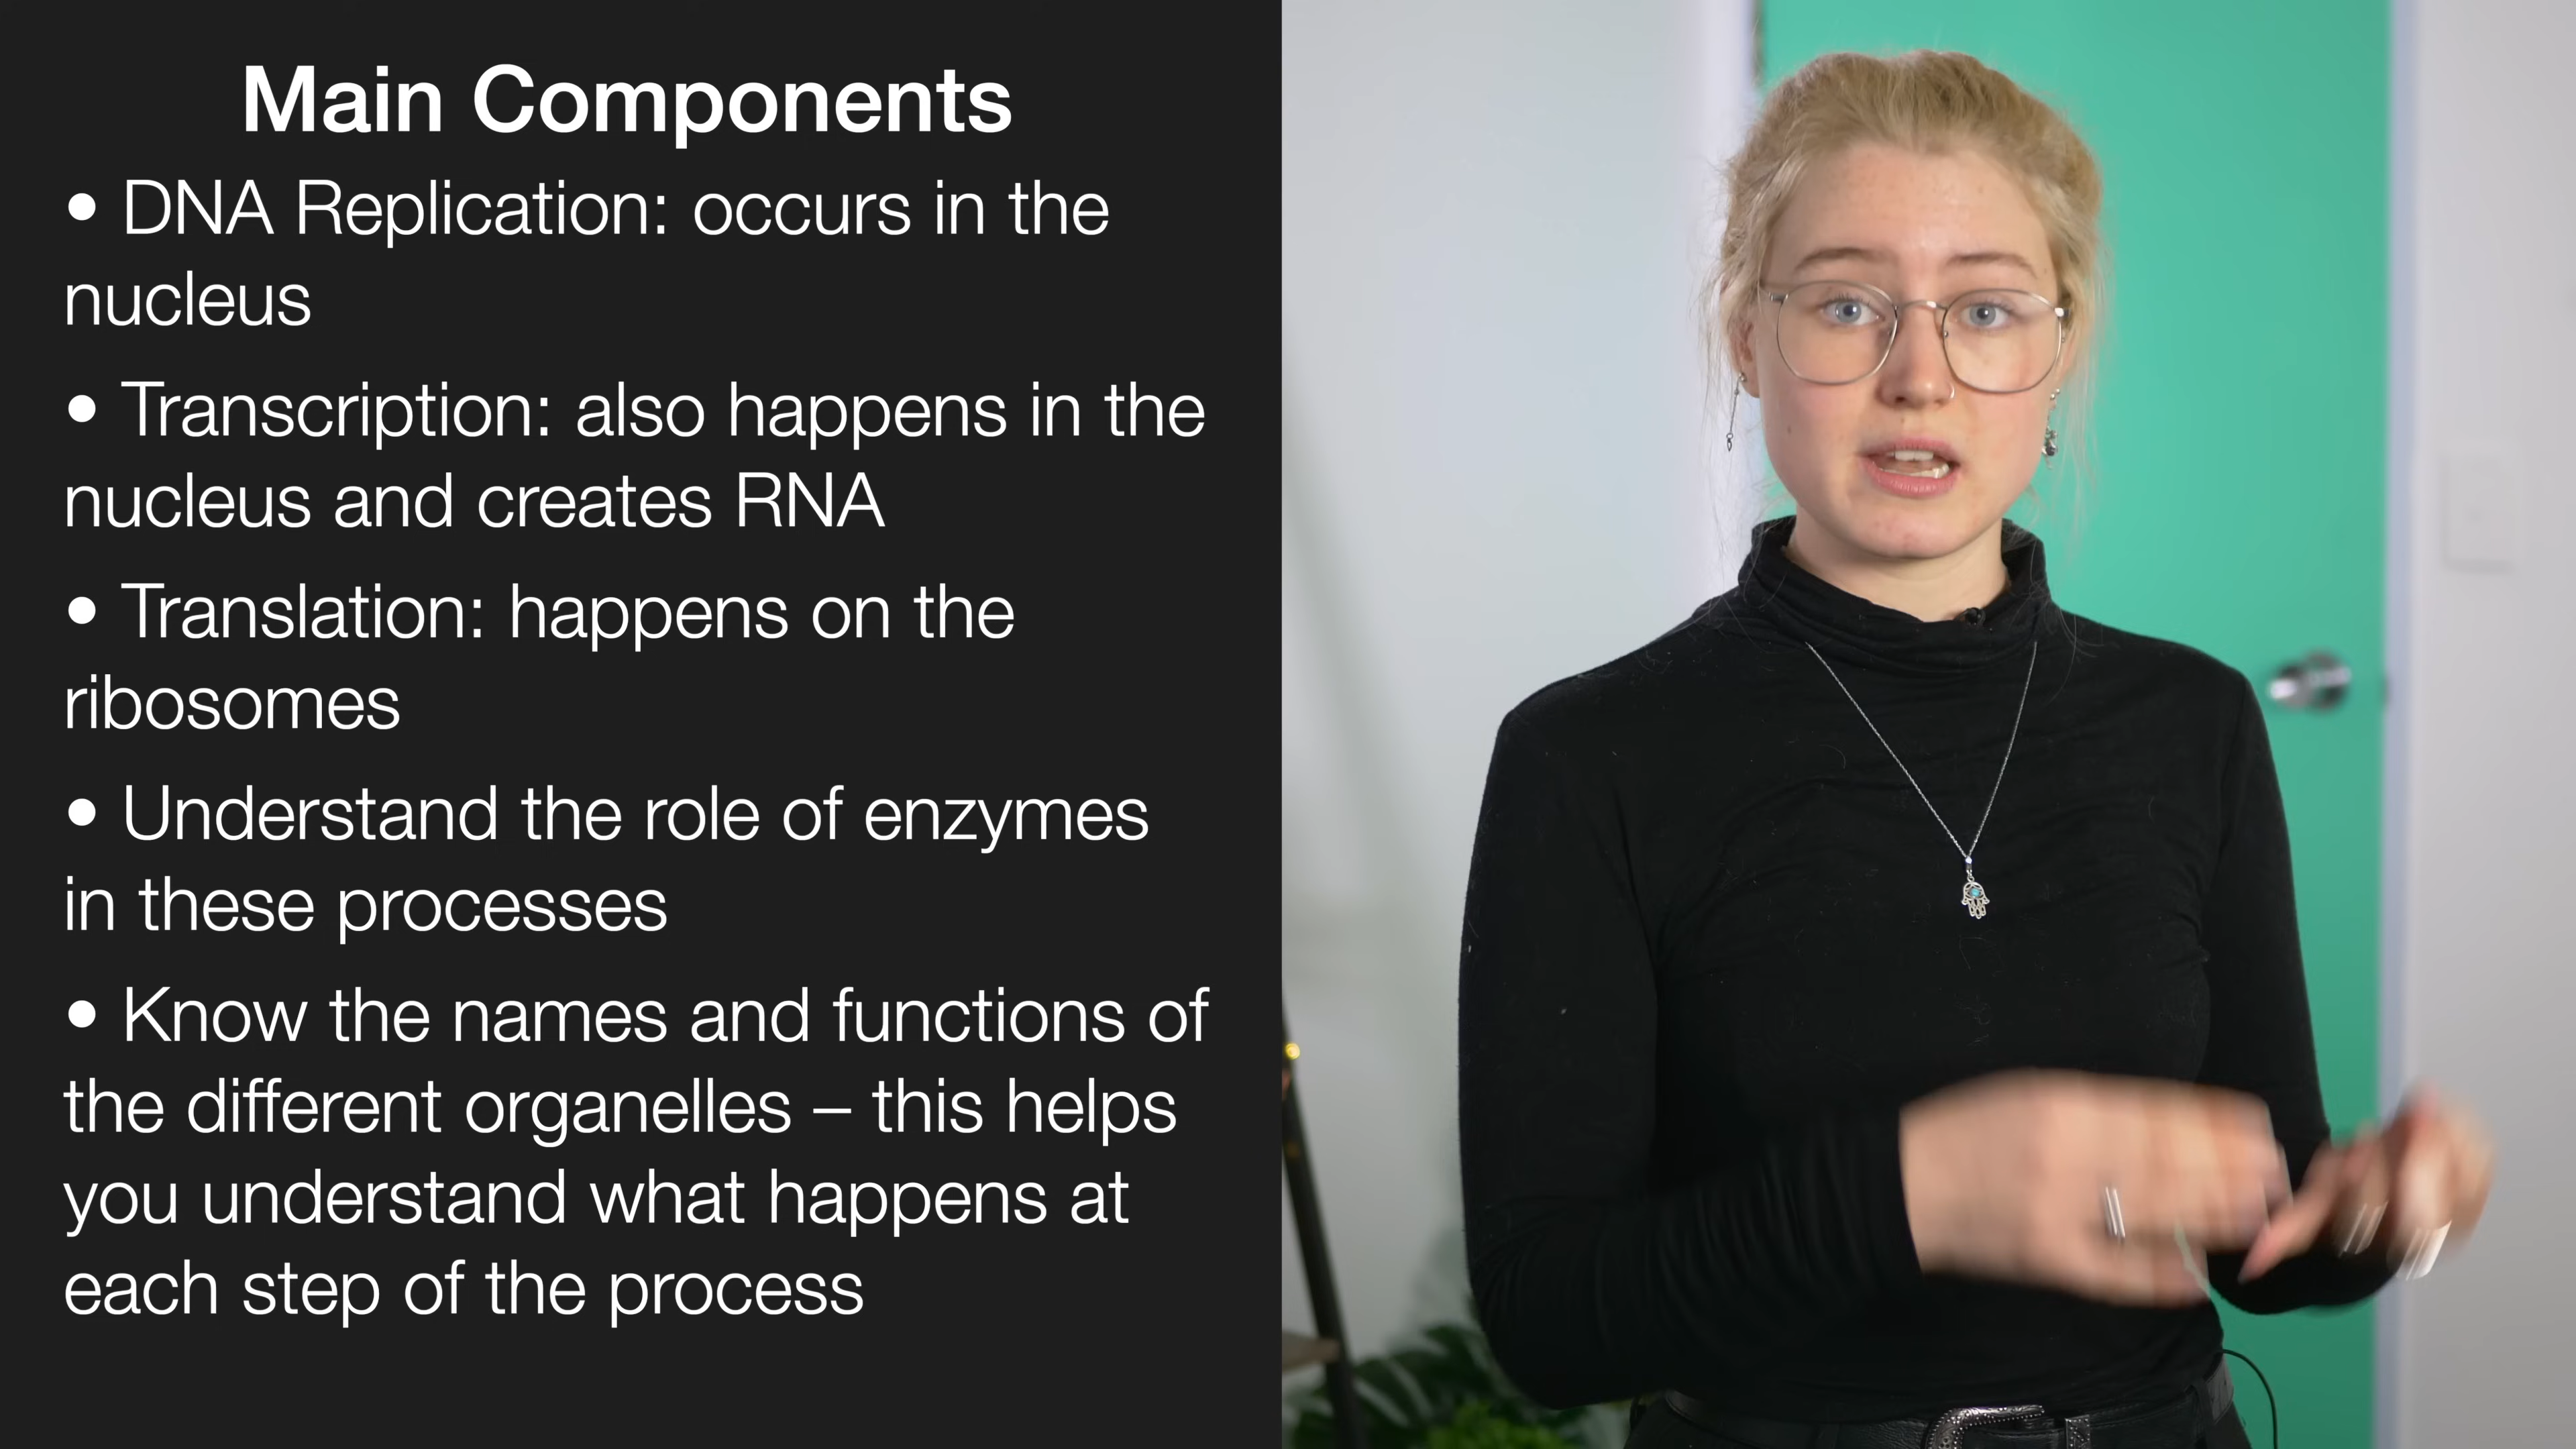 Main Components
• DNA Replication: occurs in the
nucleus
• Transcription: also happens in the
nucleus and creates RNA
• Translation: happens on the
ribosomes
• Understand the role of enzymes
in these processes
• Know the names and functions of
the different organelles – this helps
you understand what happens at
each step of the process